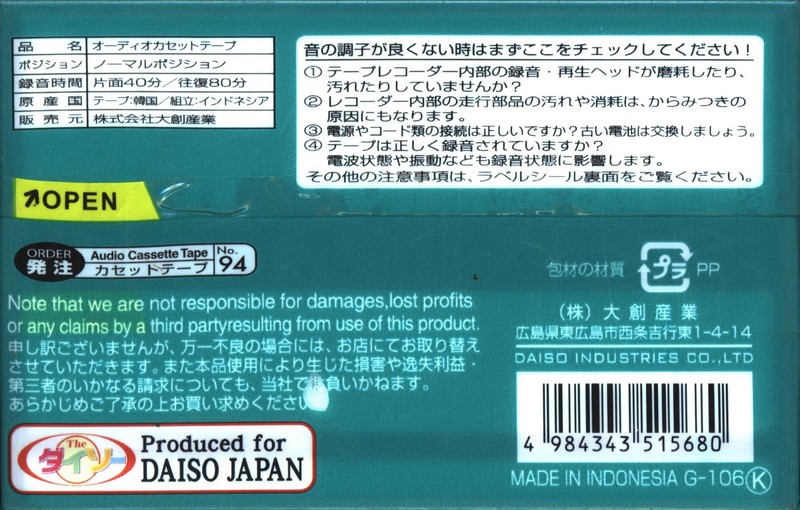 品名 オーディオカセットテープ
ポジション ノーマルポジション
録音時間 片面40分／往復80分
原産国 テープ:韓国／組立:インドネシア
販売元 株式会社大創産業
音の調子が良くない時はまずここをチェックしてください！
① テープレコーダー内部の録音・再生ヘッドが磨耗したり、
汚れたりしていませんか？
② レコーダー内部の走行部品の汚れや消耗は、からみつきの
原因にもなります。
③ 電源やコード類の接続は正しいですか？古い電池は交換しましょう。
④ テープは正しく録音されていますか？
電波状態や振動なども録音状態に影響します。
その他の注意事項は、ラベルシール裏面をご覧ください。
OPEN
ORDER
発注
Audio Cassette Tape
カセットテープ
No.
94
Note that we are not responsible for damages,lost profits
or any claims by a third partyresulting from use of this product.
申し訳ございませんが、万一不良の場合には、お店にてお取り替え
させていただきます。また本品使用により生じた損害や逸失利益・
第三者のいかなる請求についても、当社で負いかねます。
あらかじめご了承の上お買い求めくださ
The
ダイソー
Produced for
DAISO JAPAN
包材の材質 プラ PP
(株) 大創産業
広島県東広島市西条吉行東1-4-14
DAISO INDUSTRIES CO.,LTD
4 984343 515680
MADE IN INDONESIA G-106 K